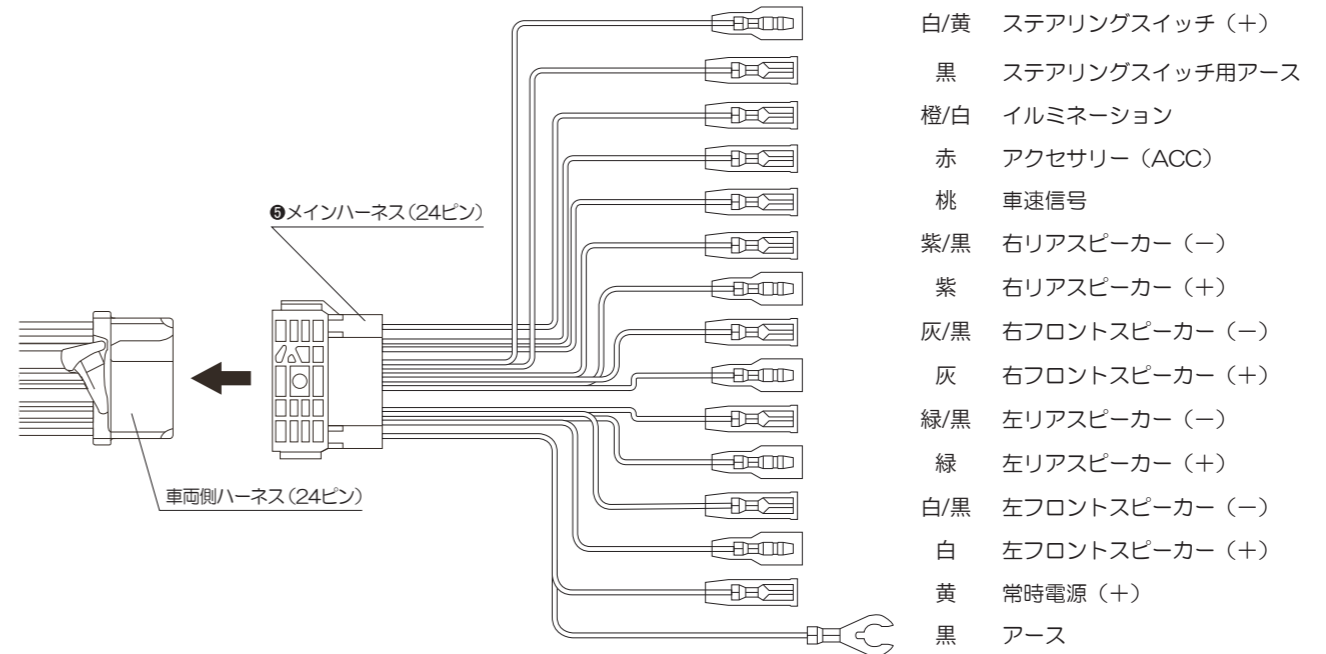 白/黄 ステアリングスイッチ（＋）
黒 ステアリングスイッチ用アース
橙/白 イルミネーション
赤 アクセサリー（ACC）
桃 車速信号
❺メインハーネス（24ピン）
紫/黒 右リアスピーカー（−）
紫 右リアスピーカー（＋）
灰/黒 右フロントスピーカー（−）
灰 右フロントスピーカー（＋）
緑/黒 左リアスピーカー（−）
緑 左リアスピーカー（＋）
車両側ハーネス（24ピン）
白/黒 左フロントスピーカー（−）
白 左フロントスピーカー（＋）
黄 常時電源（＋）
黒 アース